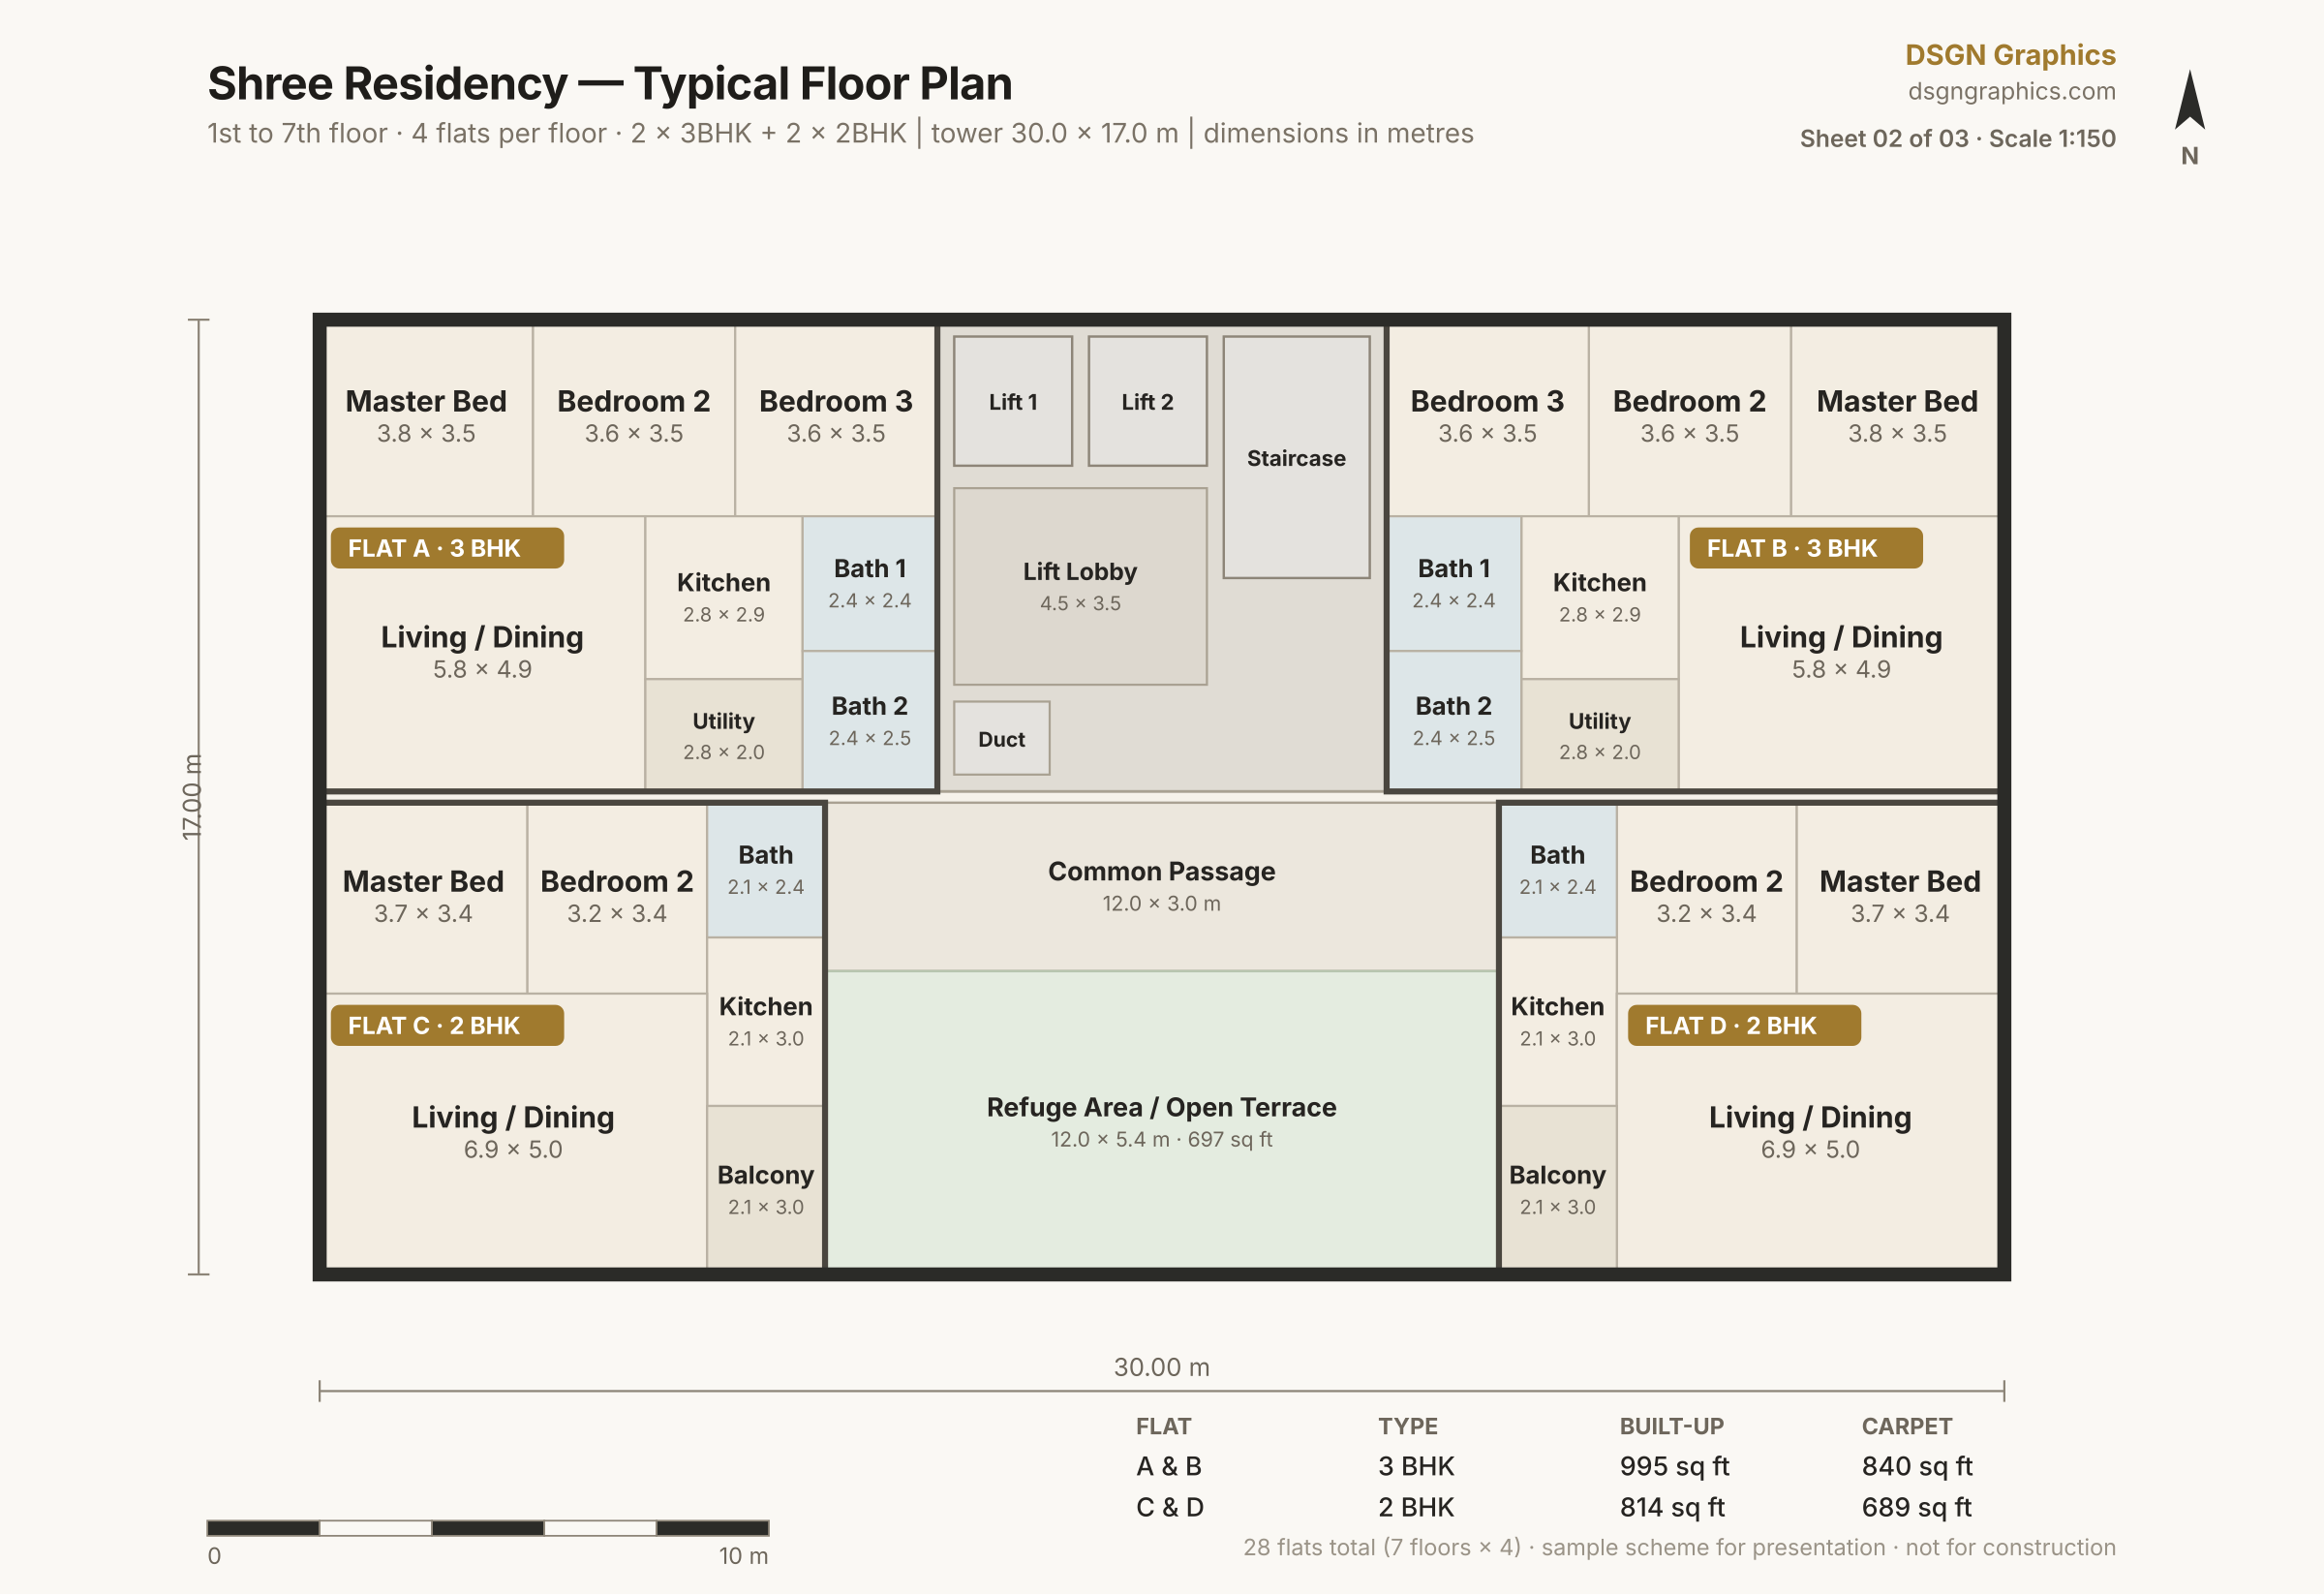 Shree Residency — Typical Floor Plan
1st to 7th floor · 4 flats per floor · 2 × 3BHK + 2 × 2BHK | tower 30.0 × 17.0 m | dimensions in metres
DSGN Graphics
dsgngraphics.com
Sheet 02 of 03 · Scale 1:150
N
Master Bed
3.8 × 3.5
Bedroom 2
3.6 × 3.5
Bedroom 3
3.6 × 3.5
Lift 1
Lift 2
Staircase
Bedroom 3
3.6 × 3.5
Bedroom 2
3.6 × 3.5
Master Bed
3.8 × 3.5
FLAT A · 3 BHK
Living / Dining
5.8 × 4.9
Kitchen
2.8 × 2.9
Utility
2.8 × 2.0
Bath 1
2.4 × 2.4
Bath 2
2.4 × 2.5
Lift Lobby
4.5 × 3.5
Duct
Bath 1
2.4 × 2.4
Bath 2
2.4 × 2.5
Kitchen
2.8 × 2.9
Utility
2.8 × 2.0
FLAT B · 3 BHK
Living / Dining
5.8 × 4.9
17.00 m
Master Bed
3.7 × 3.4
Bedroom 2
3.2 × 3.4
Bath
2.1 × 2.4
Kitchen
2.1 × 3.0
Balcony
2.1 × 3.0
FLAT C · 2 BHK
Living / Dining
6.9 × 5.0
Common Passage
12.0 × 3.0 m
Refuge Area / Open Terrace
12.0 × 5.4 m · 697 sq ft
Bath
2.1 × 2.4
Kitchen
2.1 × 3.0
Balcony
2.1 × 3.0
Bedroom 2
3.2 × 3.4
Master Bed
3.7 × 3.4
FLAT D · 2 BHK
Living / Dining
6.9 × 5.0
30.00 m
FLAT TYPE BUILT-UP CARPET
A & B 3 BHK 995 sq ft 840 sq ft
C & D 2 BHK 814 sq ft 689 sq ft
28 flats total (7 floors × 4) · sample scheme for presentation · not for construction
0 10 m